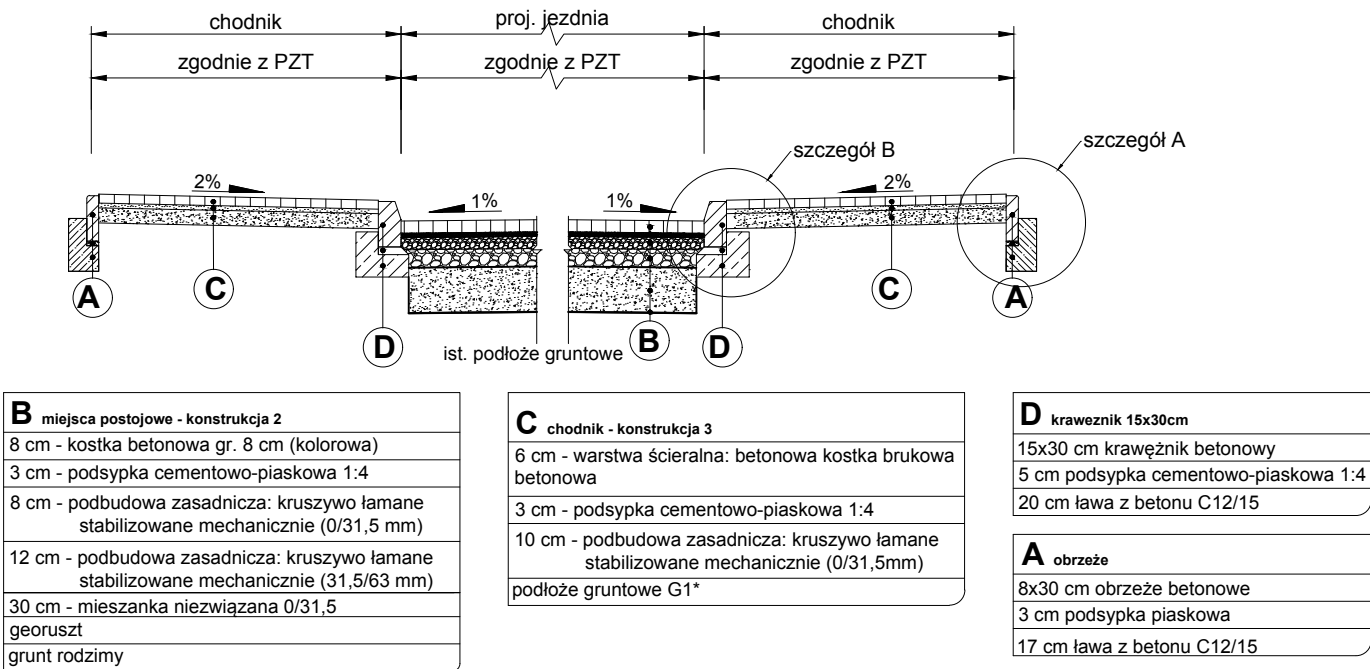 chodnik
proj. jezdnia
chodnik
zgodnie z PZT
zgodnie z PZT
zgodnie z PZT
szczegół B
szczegół A
2%
1%
1%
2%
A
C
D
ist. podłoże gruntowe
B
D
C
A
B miejsca postojowe - konstrukcja 2
8 cm - kostka betonowa gr. 8 cm (kolorowa)
3 cm - podsypka cementowo-piaskowa 1:4
8 cm - podbudowa zasadnicza: kruszywo łamane
stabilizowane mechanicznie (0/31,5 mm)
12 cm - podbudowa zasadnicza: kruszywo łamane
stabilizowane mechanicznie (31,5/63 mm)
30 cm - mieszanka niezwiązana 0/31,5
georuszt
grunt rodzimy
C chodnik - konstrukcja 3
6 cm - warstwa ścieralna: betonowa kostka brukowa
betonowa
3 cm - podsypka cementowo-piaskowa 1:4
10 cm - podbudowa zasadnicza: kruszywo łamane
stabilizowane mechanicznie (0/31,5mm)
podłoże gruntowe G1*
D kraweznik 15x30cm
15x30 cm krawężnik betonowy
5 cm podsypka cementowo-piaskowa 1:4
20 cm ława z betonu C12/15
A obrzeże
8x30 cm obrzeże betonowe
3 cm podsypka piaskowa
17 cm ława z betonu C12/15